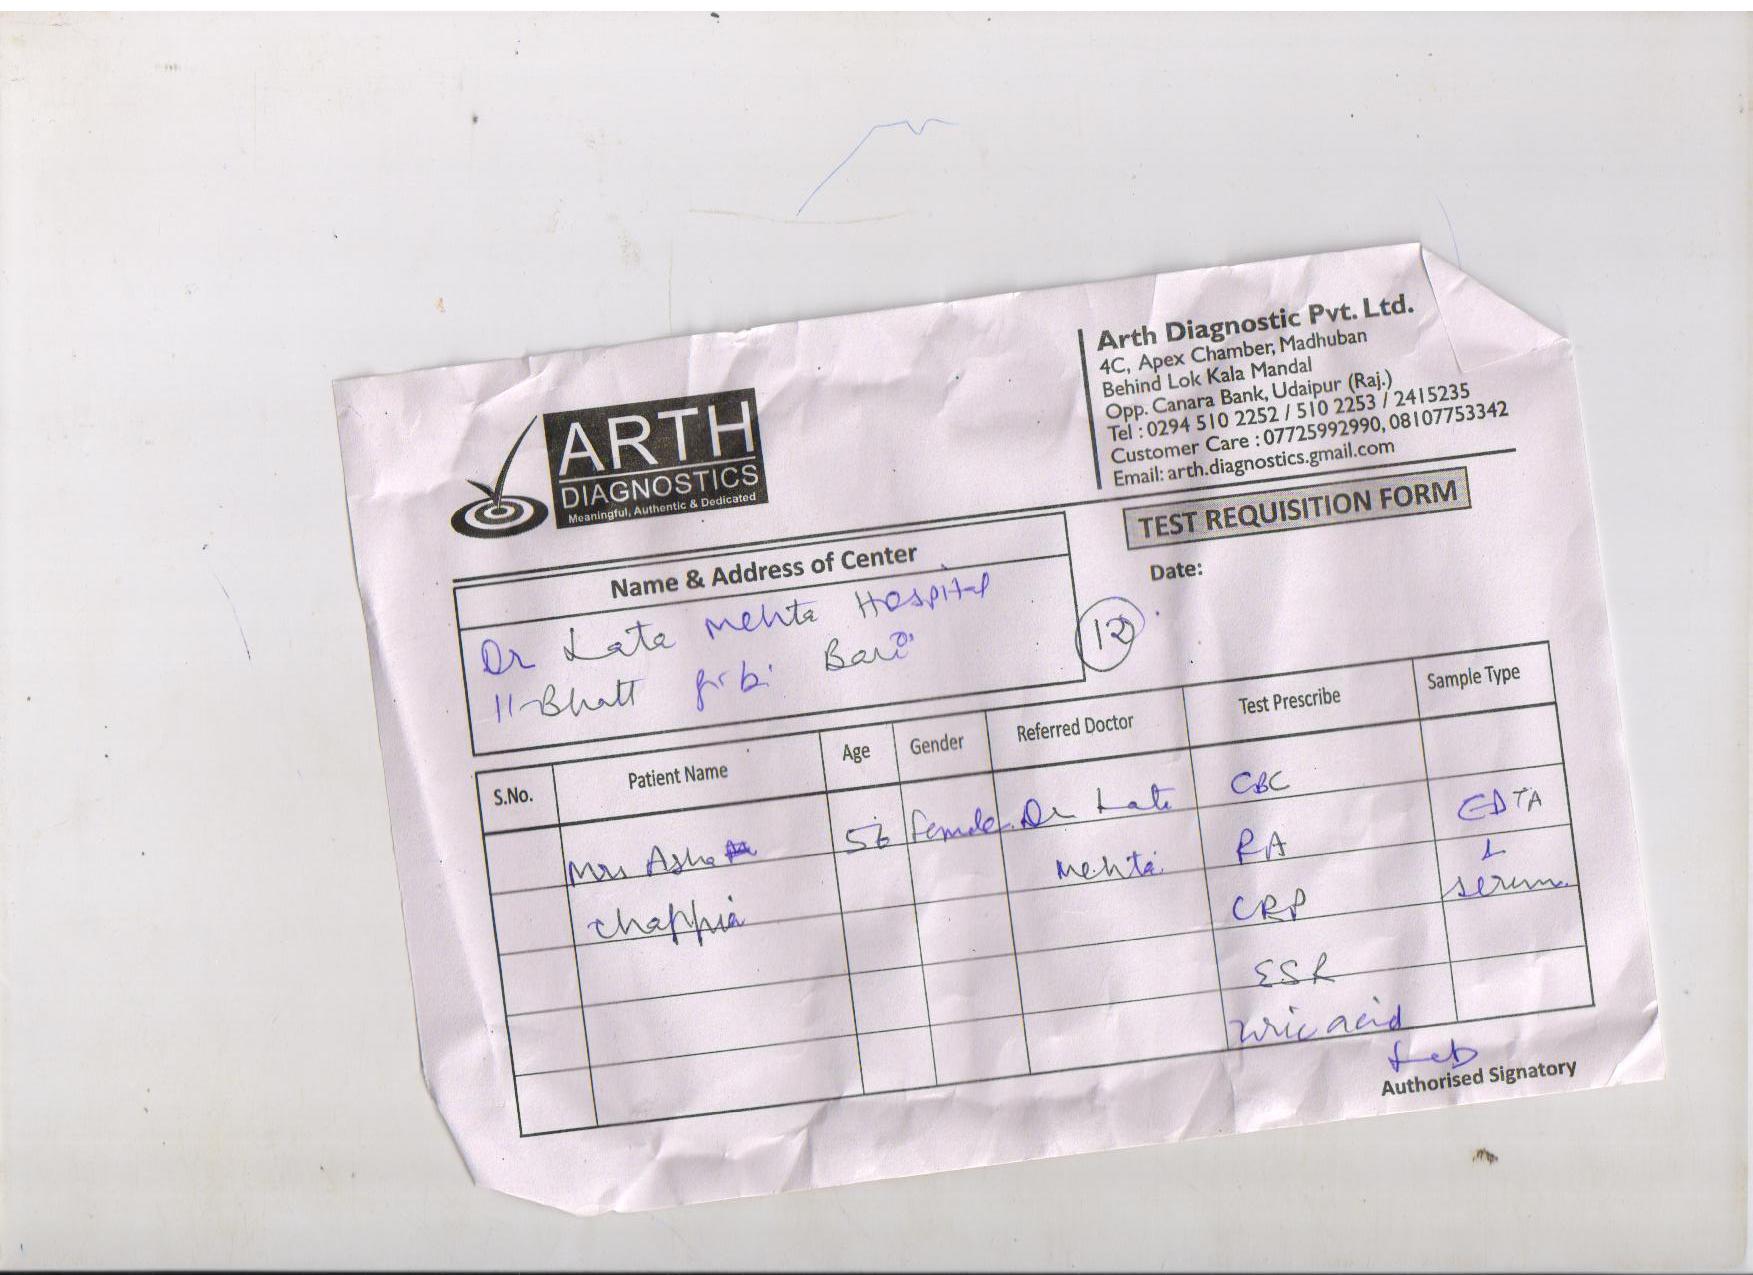 ARTH
DIAGNOSTICS
Meaningful, Authentic & Dedicated
Arth Diagnostic Pvt. Ltd.
4C, Apex Chamber, Madhuban
Behind Lok Kala Mandal
Opp. Canara Bank, Udaipur (Raj.)
Tel : 0294 510 2252 / 510 2253 / 2415235
Customer Care : 07725992990, 08107753342
Email: arth.diagnostics.gmail.com
TEST REQUISITION FORM
Date:
Name & Address of Center
Dr Lata Mehta Hospital
11-Bhatt Bari
12
S.No. Patient Name Age Gender Referred Doctor Test Prescribe Sample Type
Mrs Asha 56 Female Dr Lata CBC EDTA
Chappia Mehta RA &
CRP serum
ESR
Uric acid
Authorised Signatory